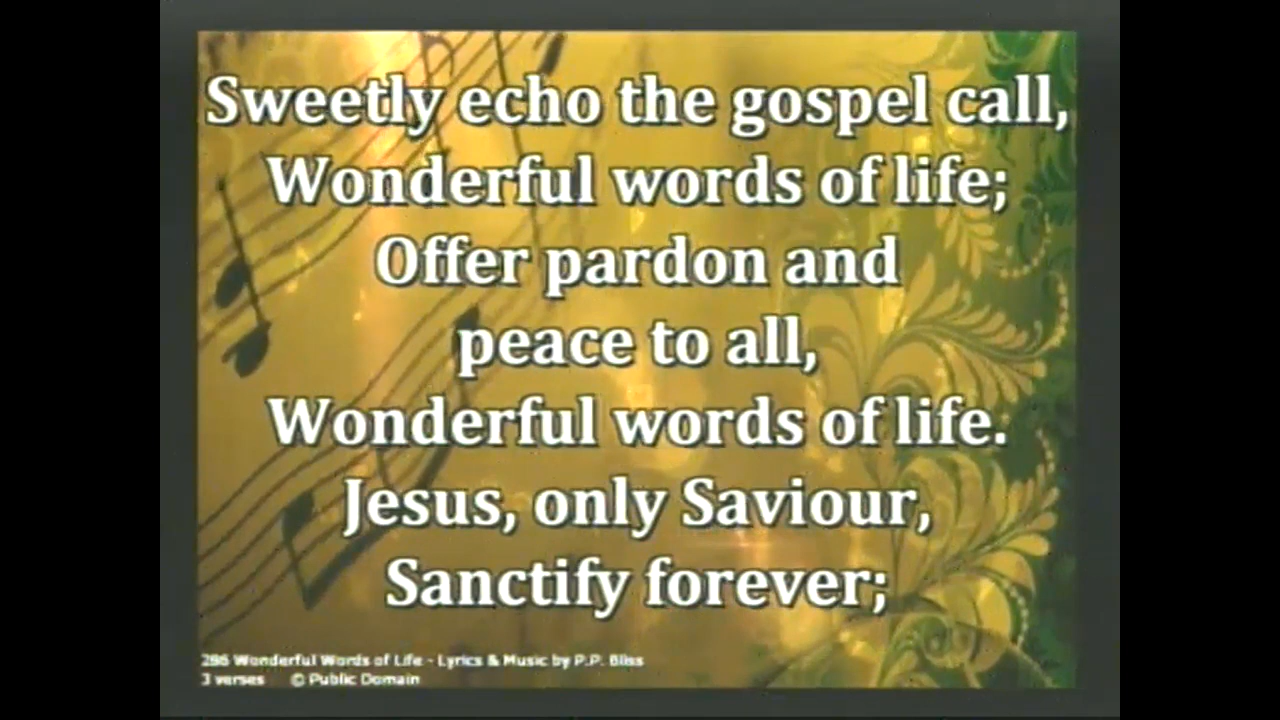 Sweetly echo the gospel call,
Wonderful words of life;
Offer pardon and
peace to all,
Wonderful words of life.
Jesus, only Saviour,
Sanctify forever;
286 Wonderful Words of Life - Lyrics & Music by P.P. Bliss
3 verses © Public Domain